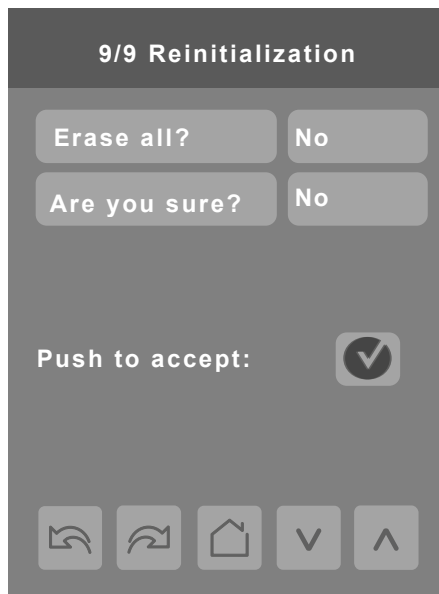 9/9 Reinitialization
Erase all? No
Are you sure? No
Push to accept: